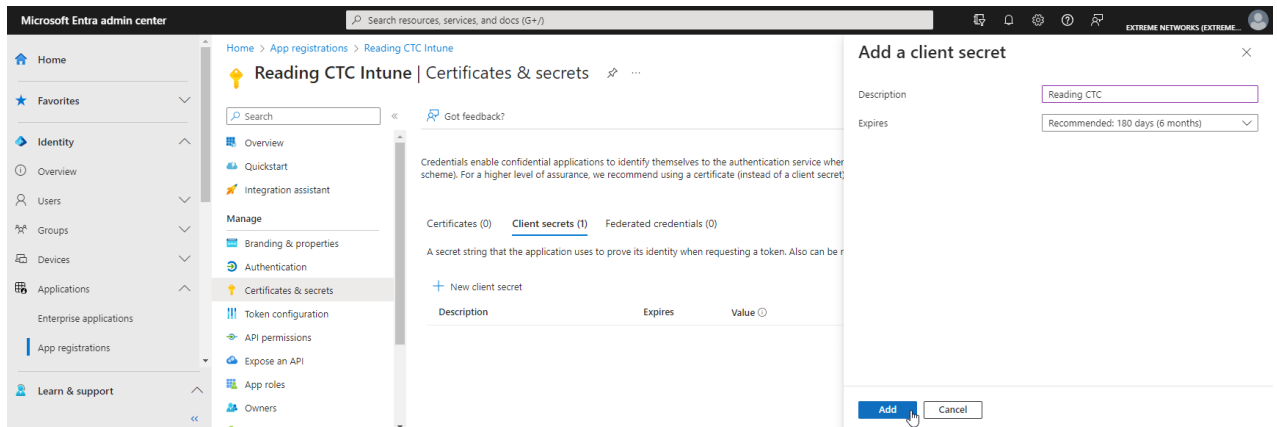 Microsoft Entra admin center
Search resources, services, and docs (G+/)
EXTREME NETWORKS (EXTREME...
Home
Favorites
Identity
Overview
Users
Groups
Devices
Applications
Enterprise applications
App registrations
Learn & support
«
Home > App registrations > Reading CTC Intune
Reading CTC Intune | Certificates & secrets
Search
«
Overview
Quickstart
Integration assistant
Manage
Branding & properties
Authentication
Certificates & secrets
Token configuration
API permissions
Expose an API
App roles
Owners
Got feedback?
Credentials enable confidential applications to identify themselves to the authentication service when
scheme). For a higher level of assurance, we recommend using a certificate (instead of a client secret)
Certificates (0) Client secrets (1) Federated credentials (0)
A secret string that the application uses to prove its identity when requesting a token. Also can be r
+ New client secret
Description Expires Value
Add a client secret
Description Reading CTC
Expires Recommended: 180 days (6 months)
Add Cancel